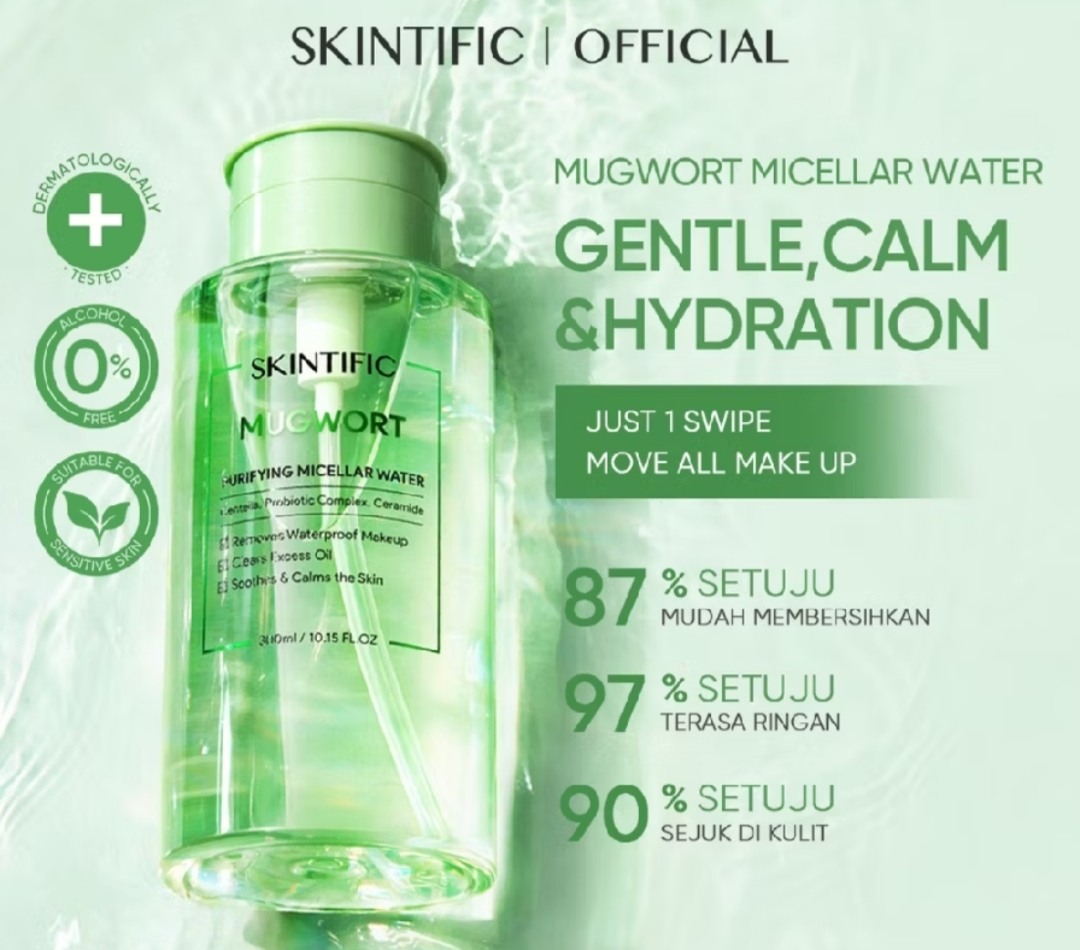 SKINTIFIC | OFFICIAL
DERMATOLOGICALLY
· TESTED ·
ALCOHOL
0%
FREE
SUITABLE FOR
SENSITIVE SKIN
SKINTIFIC
MUGWORT
PURIFYING MICELLAR WATER
Centella, Probiotic Complex, Ceramide
Removes Waterproof Makeup
Clears Excess Oil
Soothes & Calms the Skin
300ml / 10.15 FL.OZ
MUGWORT MICELLAR WATER
GENTLE,CALM
&HYDRATION
JUST 1 SWIPE
MOVE ALL MAKE UP
87 % SETUJU
MUDAH MEMBERSIHKAN
97 % SETUJU
TERASA RINGAN
90 % SETUJU
SEJUK DI KULIT